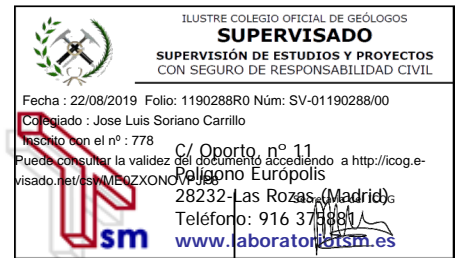 ILUSTRE COLEGIO OFICIAL DE GEÓLOGOS
SUPERVISADO
SUPERVISIÓN DE ESTUDIOS Y PROYECTOS
CON SEGURO DE RESPONSABILIDAD CIVIL
Fecha : 22/08/2019 Folio: 1190288R0 Núm: SV-01190288/00
Colegiado : Jose Luis Soriano Carrillo
Inscrito con el nº : 778
Puede consultar la validez del documento accediendo a http://icog.e-
C/ Oporto, nº 11
Polígono Európolis
28232-Las Rozas (Madrid)
Teléfono: 916 375881
www.laboratoriotsm.es
sm